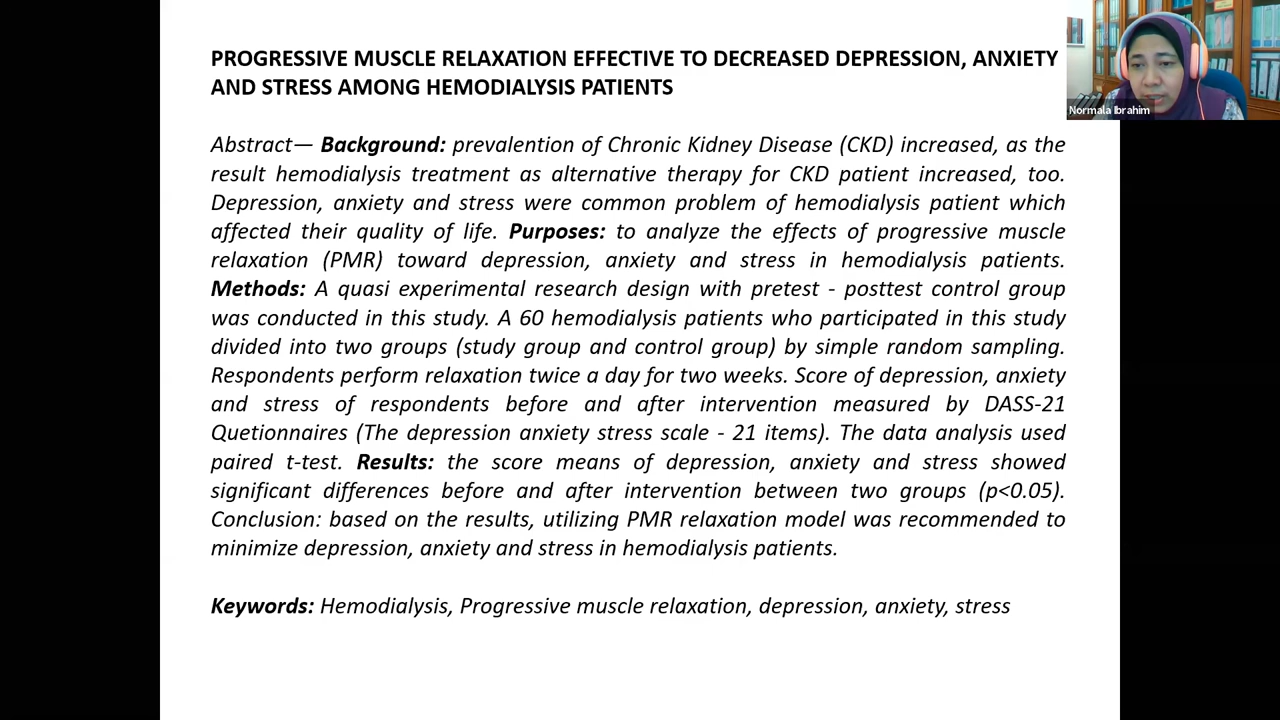 PROGRESSIVE MUSCLE RELAXATION EFFECTIVE TO DECREASED DEPRESSION, ANXIETY
AND STRESS AMONG HEMODIALYSIS PATIENTS
Normala Ibrahim
Abstract— Background: prevalention of Chronic Kidney Disease (CKD) increased, as the
result hemodialysis treatment as alternative therapy for CKD patient increased, too.
Depression, anxiety and stress were common problem of hemodialysis patient which
affected their quality of life. Purposes: to analyze the effects of progressive muscle
relaxation (PMR) toward depression, anxiety and stress in hemodialysis patients.
Methods: A quasi experimental research design with pretest - posttest control group
was conducted in this study. A 60 hemodialysis patients who participated in this study
divided into two groups (study group and control group) by simple random sampling.
Respondents perform relaxation twice a day for two weeks. Score of depression, anxiety
and stress of respondents before and after intervention measured by DASS-21
Quetionnaires (The depression anxiety stress scale - 21 items). The data analysis used
paired t-test. Results: the score means of depression, anxiety and stress showed
significant differences before and after intervention between two groups (p<0.05).
Conclusion: based on the results, utilizing PMR relaxation model was recommended to
minimize depression, anxiety and stress in hemodialysis patients.
Keywords: Hemodialysis, Progressive muscle relaxation, depression, anxiety, stress